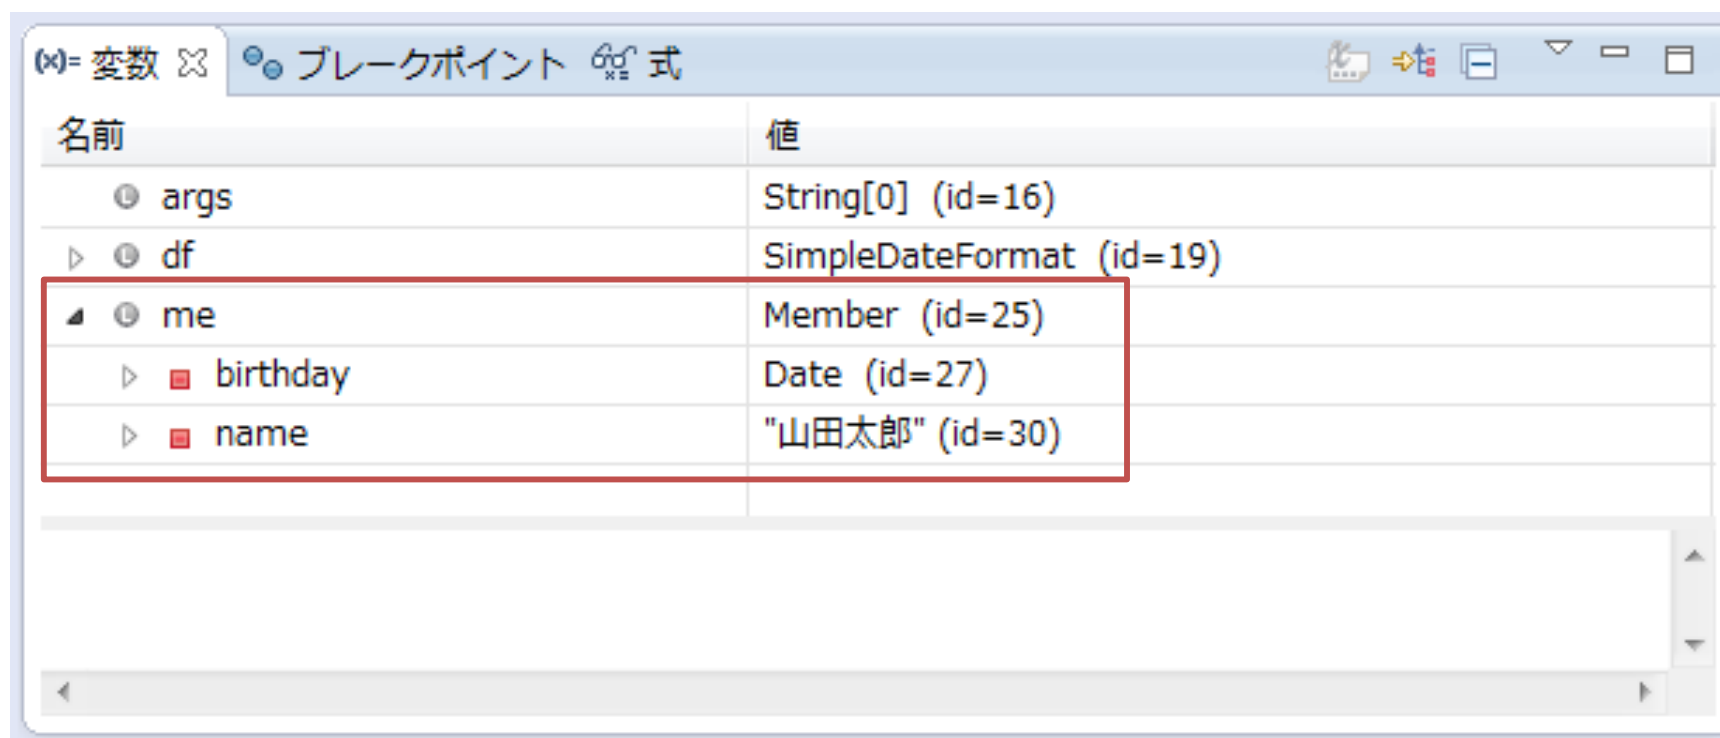 (x)= 変数 ブレークポイント 式
名前 値
args String[0] (id=16)
df SimpleDateFormat (id=19)
me Member (id=25)
birthday Date (id=27)
name "山田太郎" (id=30)